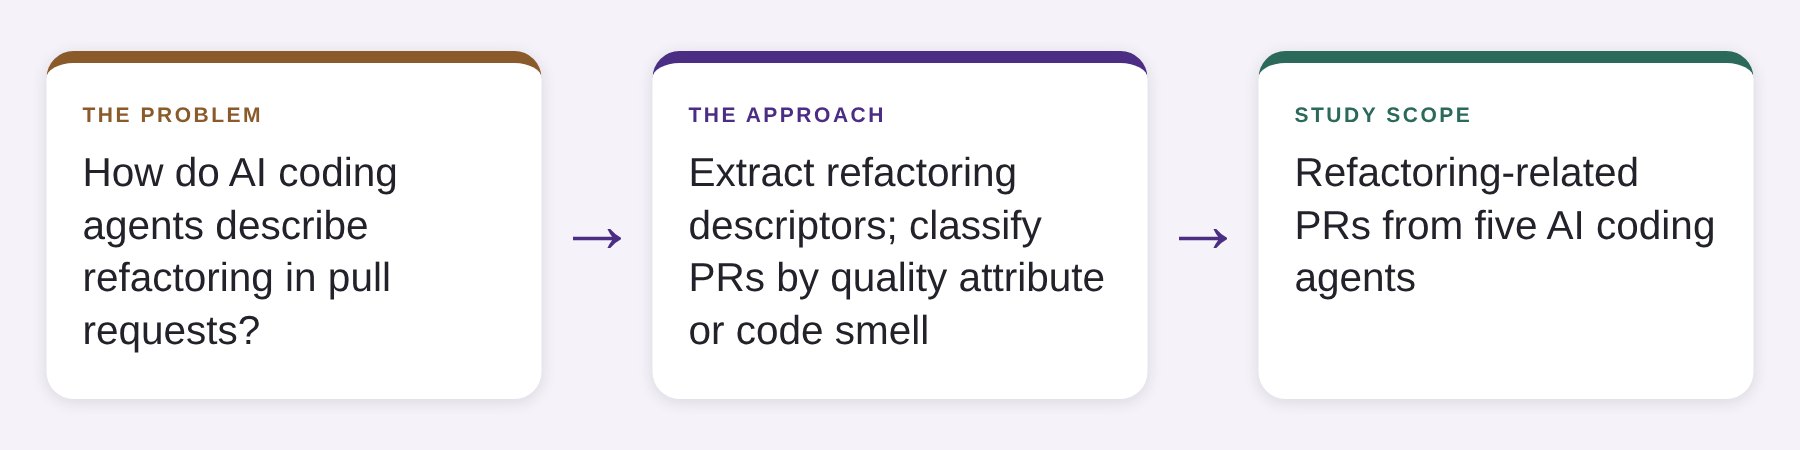 THE PROBLEM
How do AI coding
agents describe
refactoring in pull
requests?
→
THE APPROACH
Extract refactoring
descriptors; classify
PRs by quality attribute
or code smell
→
STUDY SCOPE
Refactoring-related
PRs from five AI coding
agents